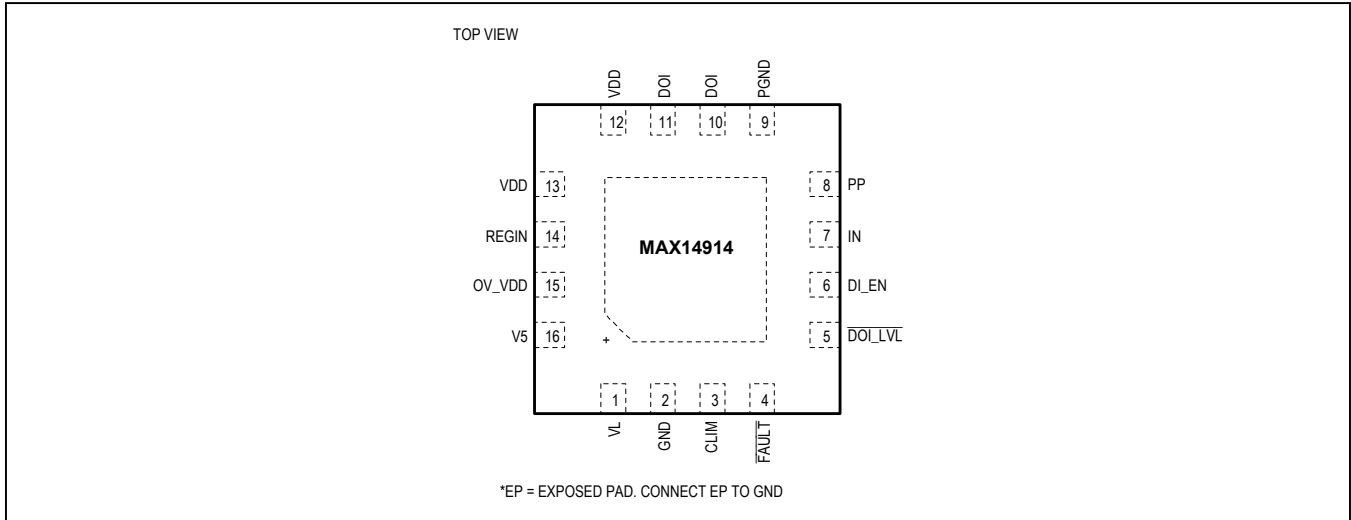 TOP VIEW
VDD
DOI
DOI
PGND
12
11
10
9
VDD 13
8 PP
REGIN 14
MAX14914
7 IN
OV_VDD 15
6 DI_EN
V5 16
+
5 DOI_LVL
1
2
3
4
VL
GND
CLIM
FAULT
*EP = EXPOSED PAD. CONNECT EP TO GND